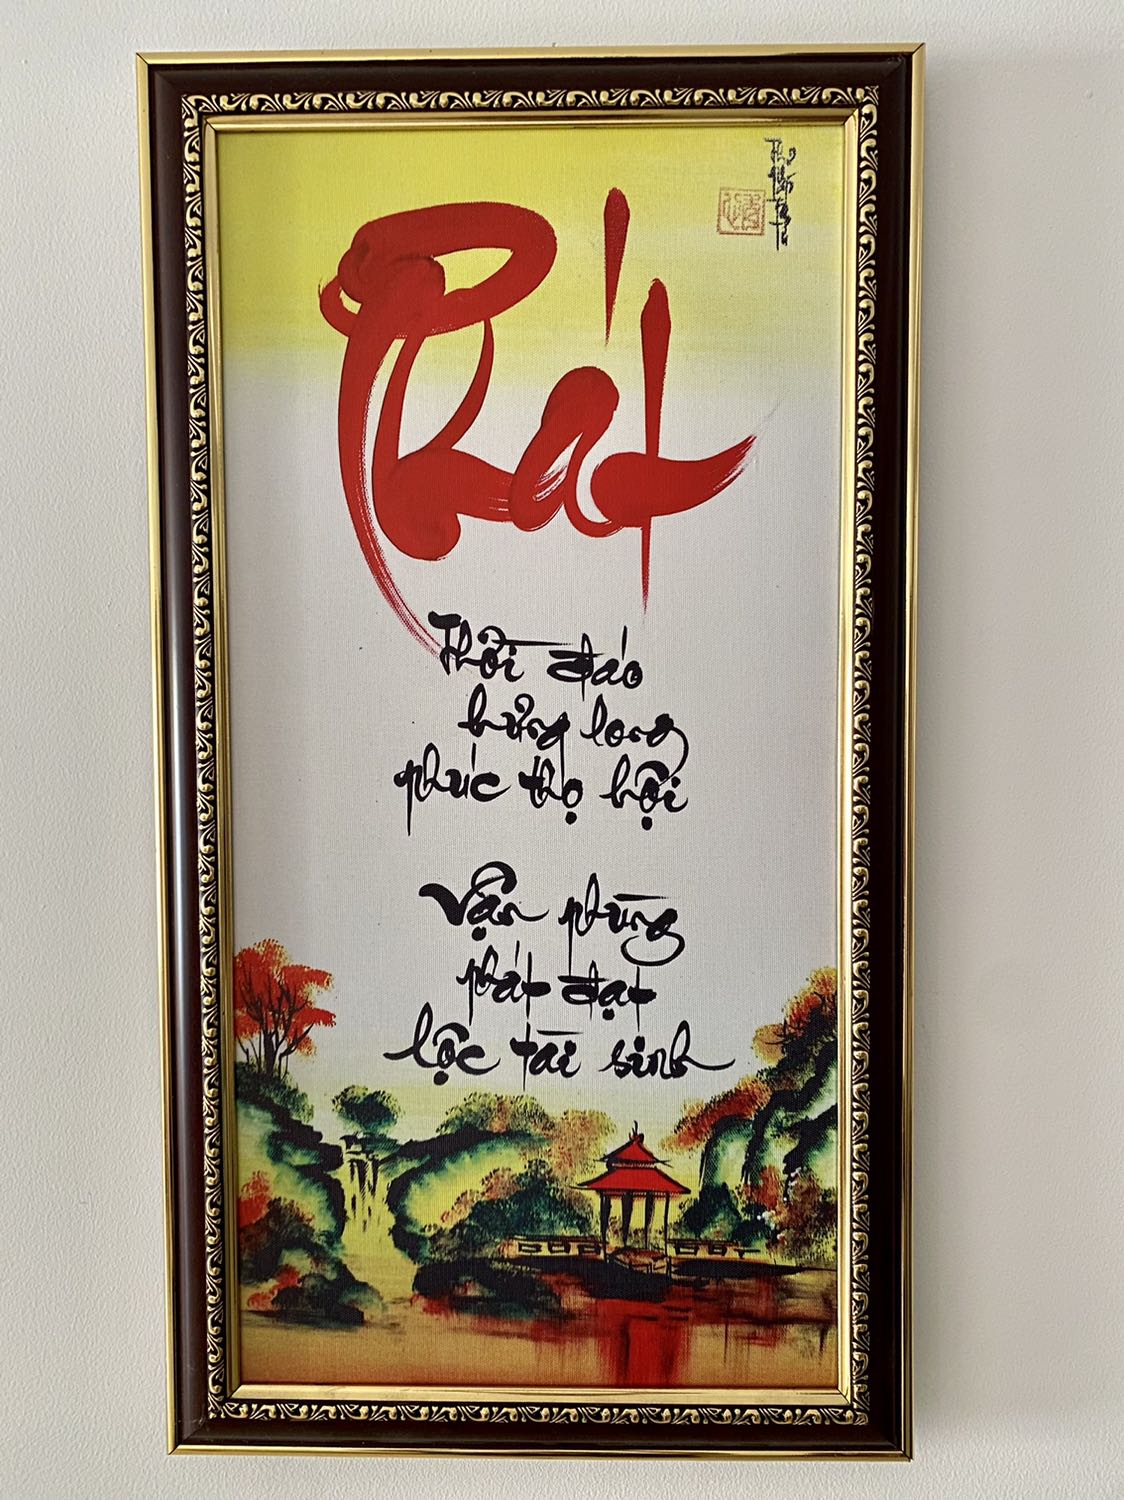 Phát
Thời đáo
hưng long
phúc thọ hội
Vận phùng
phát đạt
lộc tài sinh